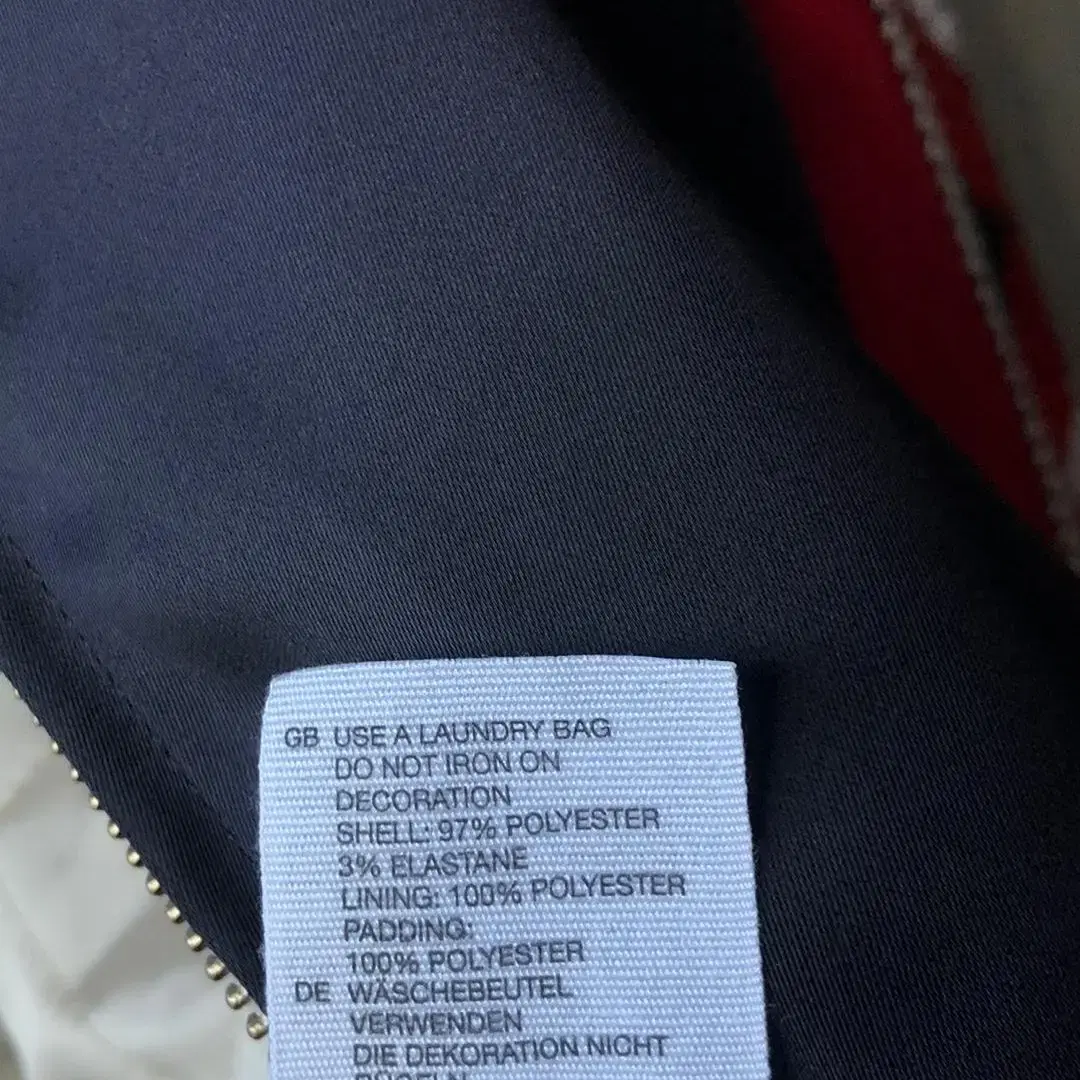 GB USE A LAUNDRY BAG
DO NOT IRON ON
DECORATION
SHELL: 97% POLYESTER
3% ELASTANE
LINING: 100% POLYESTER
PADDING:
100% POLYESTER
DE WÄSCHEBEUTEL
VERWENDEN
DIE DEKORATION NICHT
BÜGELN